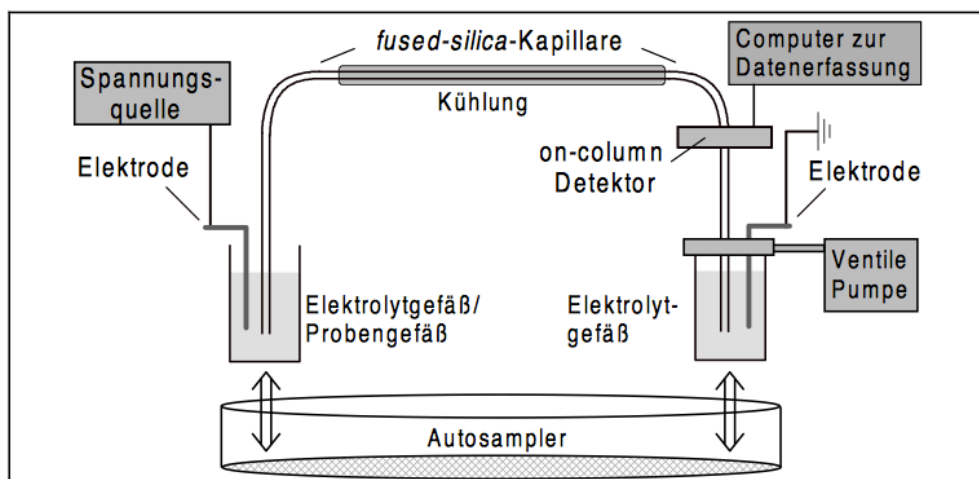 fused-silica-Kapillare
Computer zur
Datenerfassung
Spannungs-
quelle
Kühlung
Elektrode
on-column
Detektor
Elektrode
Ventile
Pumpe
Elektrolytgefäß/
Probengefäß
Elektrolyt-
gefäß
Autosampler